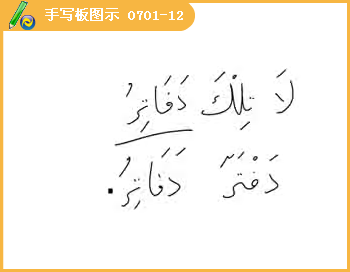 手写板图示 0701-12
لَا تِلْكَ دَفَاتِرُ
دَفْتَرٌ دَفَاتِرُ.